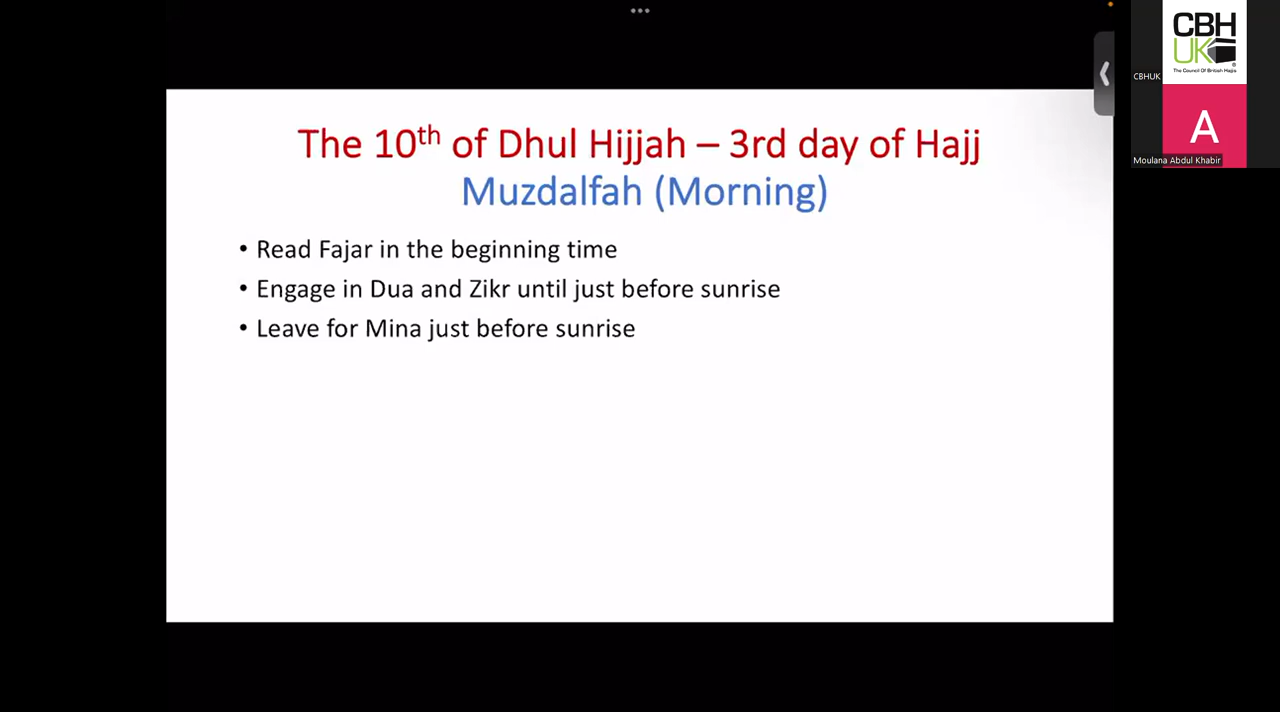 The 10th of Dhul Hijjah – 3rd day of Hajj
Muzdalfah (Morning)
• Read Fajar in the beginning time
• Engage in Dua and Zikr until just before sunrise
• Leave for Mina just before sunrise
CBH
UK
The Council Of British Hajjis
CBHUK
A
Moulana Abdul Khabir